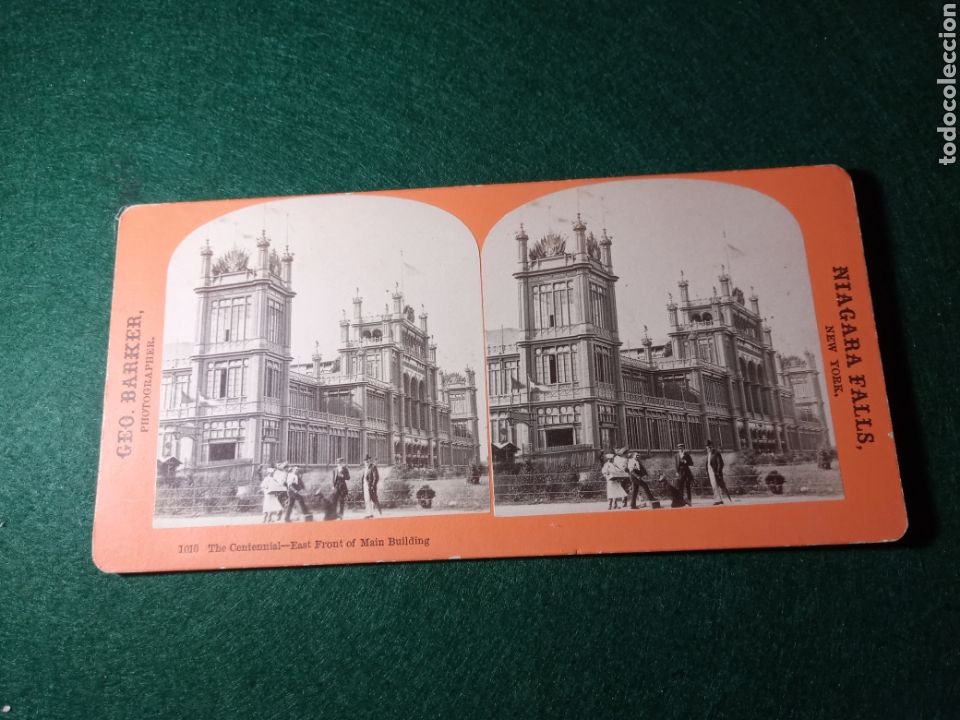 GEO. BARKER,
PHOTOGRAPHER.
NIAGARA FALLS,
NEW YORK.
1010 The Centennial—East Front of Main Building
todocoleccion